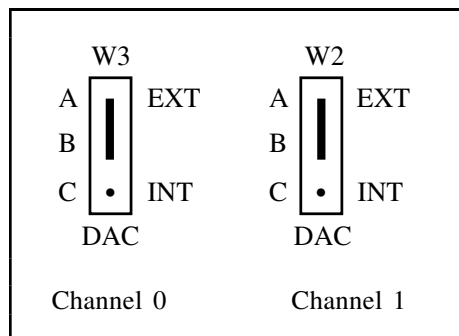 W3 W2
A EXT A EXT
B B
C INT C INT
DAC DAC
Channel 0 Channel 1